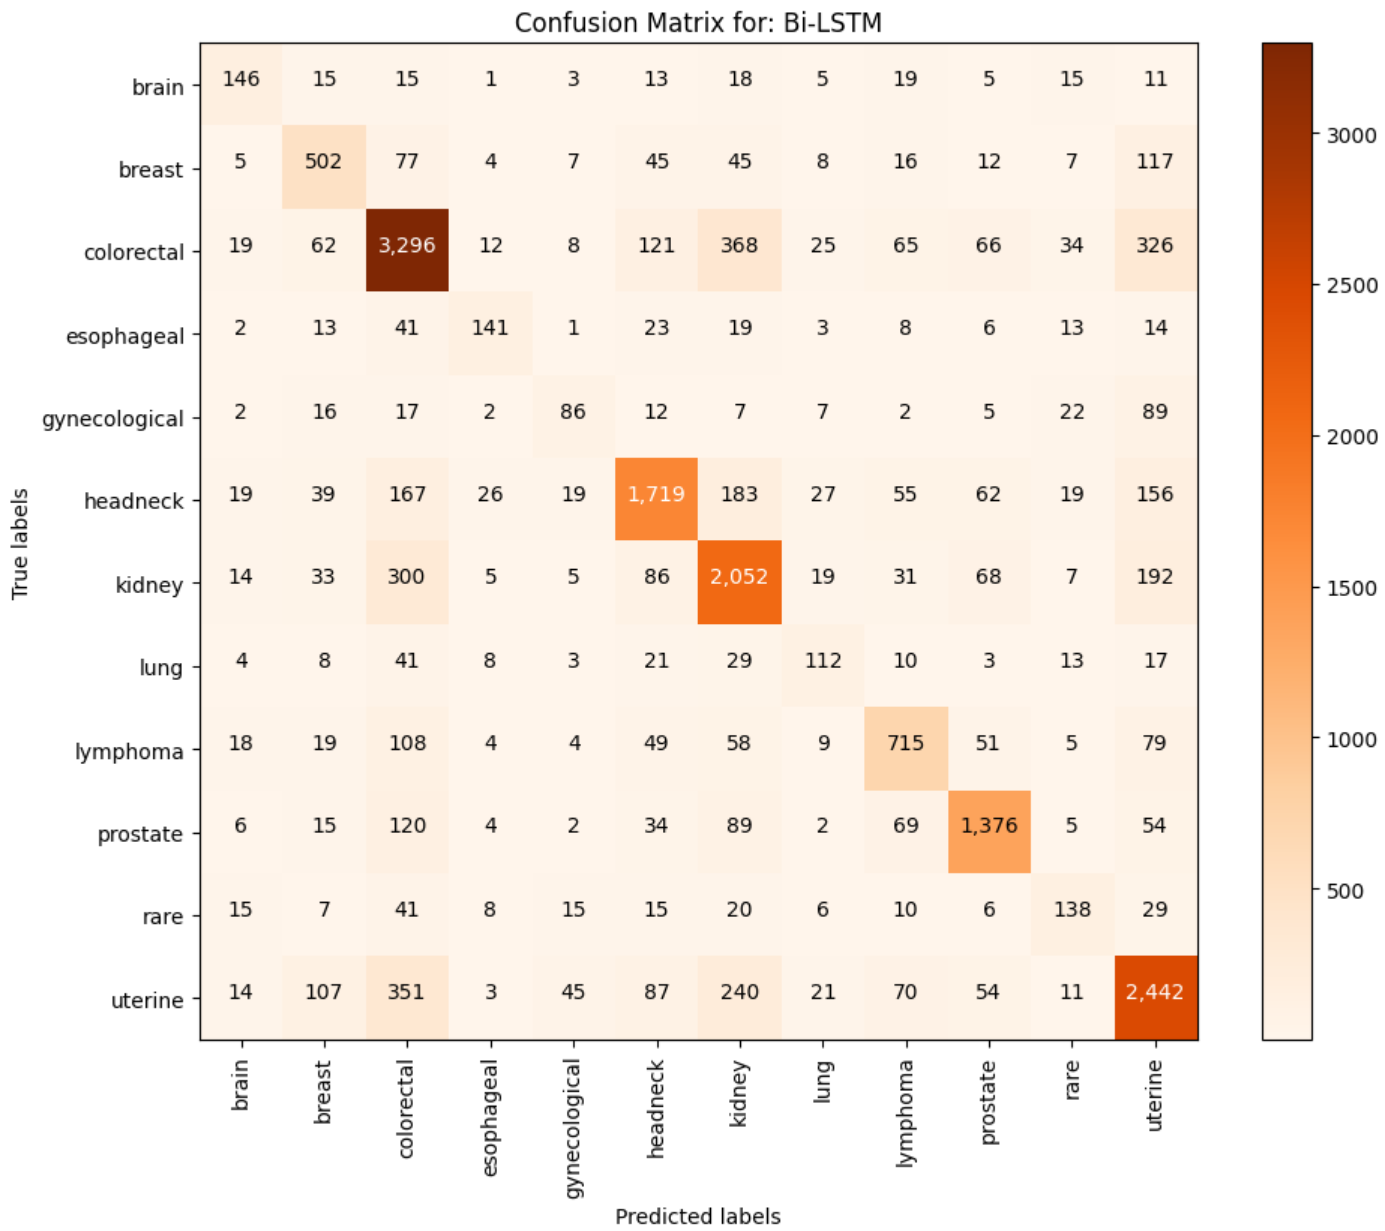 Confusion Matrix for: Bi-LSTM
True labels
brain 146 15 15 1 3 13 18 5 19 5 15 11
breast 5 502 77 4 7 45 45 8 16 12 7 117
colorectal 19 62 3,296 12 8 121 368 25 65 66 34 326
esophageal 2 13 41 141 1 23 19 3 8 6 13 14
gynecological 2 16 17 2 86 12 7 7 2 5 22 89
headneck 19 39 167 26 19 1,719 183 27 55 62 19 156
kidney 14 33 300 5 5 86 2,052 19 31 68 7 192
lung 4 8 41 8 3 21 29 112 10 3 13 17
lymphoma 18 19 108 4 4 49 58 9 715 51 5 79
prostate 6 15 120 4 2 34 89 2 69 1,376 5 54
rare 15 7 41 8 15 15 20 6 10 6 138 29
uterine 14 107 351 3 45 87 240 21 70 54 11 2,442
brain breast colorectal esophageal gynecological headneck kidney lung lymphoma prostate rare uterine
Predicted labels
3000
2500
2000
1500
1000
500